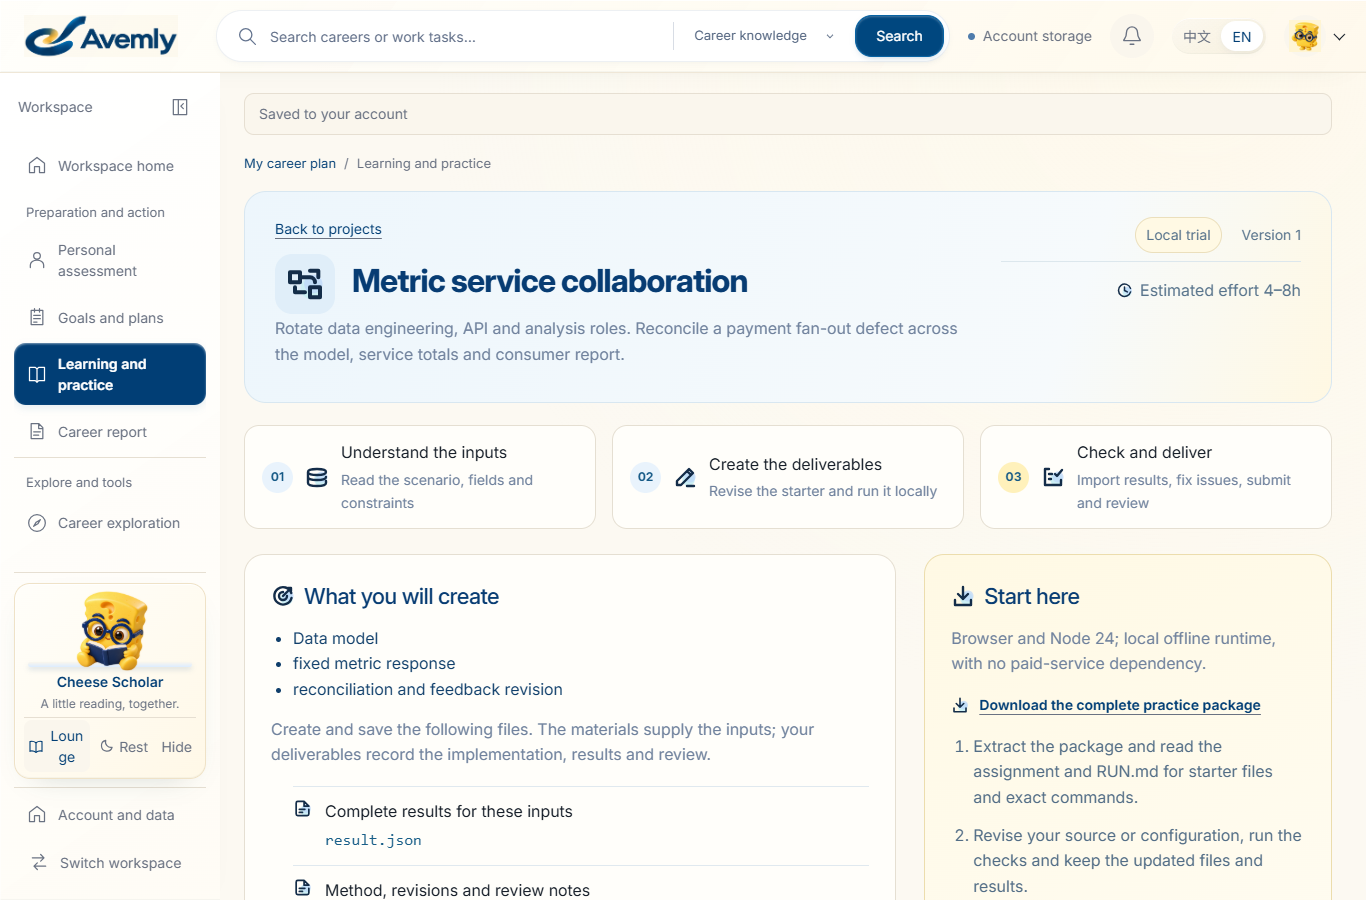 Avemly
Search careers or work tasks...
Career knowledge
Search
Account storage
中文
EN
Workspace
Workspace home
Preparation and action
Personal
assessment
Goals and plans
Learning and
practice
Career report
Explore and tools
Career exploration
Cheese Scholar
A little reading, together.
Loun
ge
Rest
Hide
Account and data
Switch workspace
Saved to your account
My career plan / Learning and practice
Back to projects
Local trial
Version 1
Metric service collaboration
Estimated effort 4–8h
Rotate data engineering, API and analysis roles. Reconcile a payment fan-out defect across
the model, service totals and consumer report.
01
Understand the inputs
Read the scenario, fields and
constraints
02
Create the deliverables
Revise the starter and run it locally
03
Check and deliver
Import results, fix issues, submit
and review
What you will create
• Data model
• fixed metric response
• reconciliation and feedback revision
Create and save the following files. The materials supply the inputs; your
deliverables record the implementation, results and review.
Complete results for these inputs
result.json
Method, revisions and review notes
Start here
Browser and Node 24; local offline runtime,
with no paid-service dependency.
Download the complete practice package
1. Extract the package and read the
assignment and RUN.md for starter files
and exact commands.
2. Revise your source or configuration, run the
checks and keep the updated files and
results.